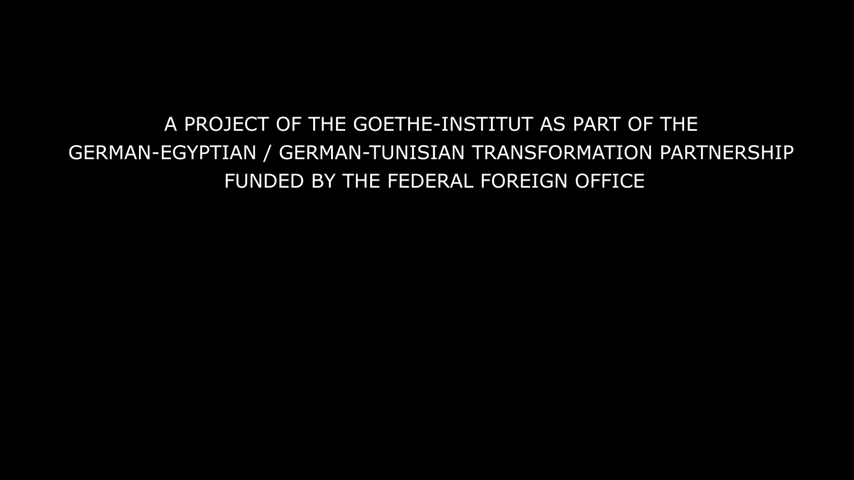 A PROJECT OF THE GOETHE-INSTITUT AS PART OF THE
GERMAN-EGYPTIAN / GERMAN-TUNISIAN TRANSFORMATION PARTNERSHIP
FUNDED BY THE FEDERAL FOREIGN OFFICE